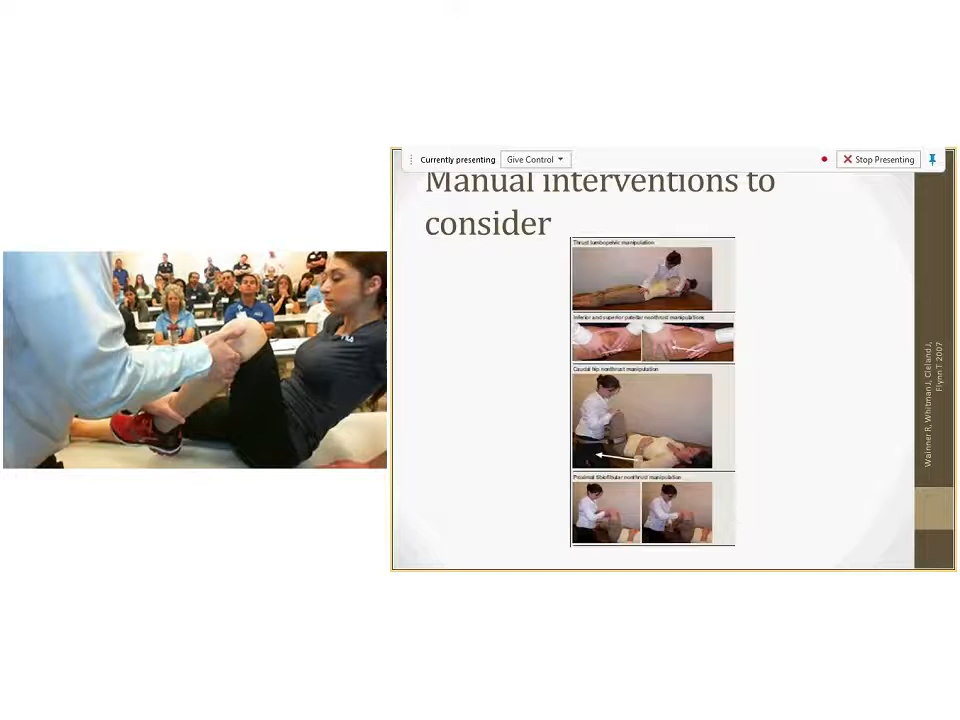 Currently presenting
Give Control
Stop Presenting
Manual interventions to
consider
Thrust lumbopelvic manipulation
Inferior and superior patellar nonthrust manipulations
Caudal hip nonthrust manipulation
Proximal tibiofibular nonthrust manipulation
Wainner R, Whitman J, Cleland J,
Flynn T 2007
FILA